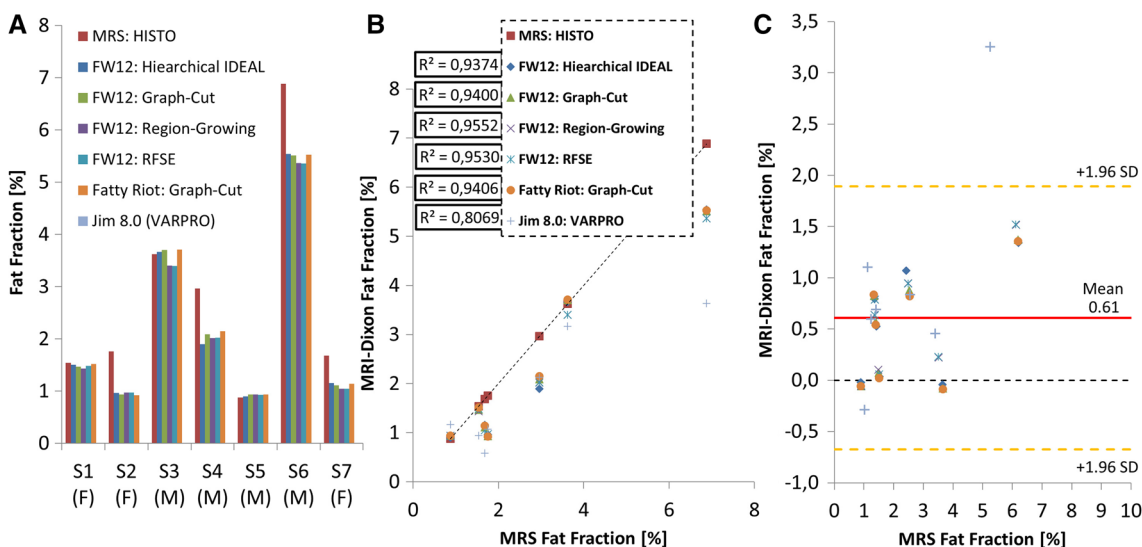 A
Fat Fraction [%]
8
7
6
5
4
3
2
1
0
MRS: HISTO
FW12: Hiearchical IDEAL
FW12: Graph-Cut
FW12: Region-Growing
FW12: RFSE
Fatty Riot: Graph-Cut
Jim 8.0 (VARPRO)
S1 S2 S3 S4 S5 S6 S7
(F) (F) (M) (M) (M) (M) (F)
B
MRI-Dixon Fat Fraction [%]
8
7
6
5
4
3
2
1
0
R² = 0,9374
R² = 0,9400
R² = 0,9552
R² = 0,9530
R² = 0,9406
R² = 0,8069
MRS: HISTO
FW12: Hiearchical IDEAL
FW12: Graph-Cut
FW12: Region-Growing
FW12: RFSE
Fatty Riot: Graph-Cut
Jim 8.0: VARPRO
0 2 4 6 8
MRS Fat Fraction [%]
C
MRI-Dixon Fat Fraction [%]
3,5
3,0
2,5
2,0
1,5
1,0
0,5
0,0
-0,5
-1,0
+1.96 SD
Mean
0.61
+1.96 SD
0 1 2 3 4 5 6 7 8 9 10
MRS Fat Fraction [%]